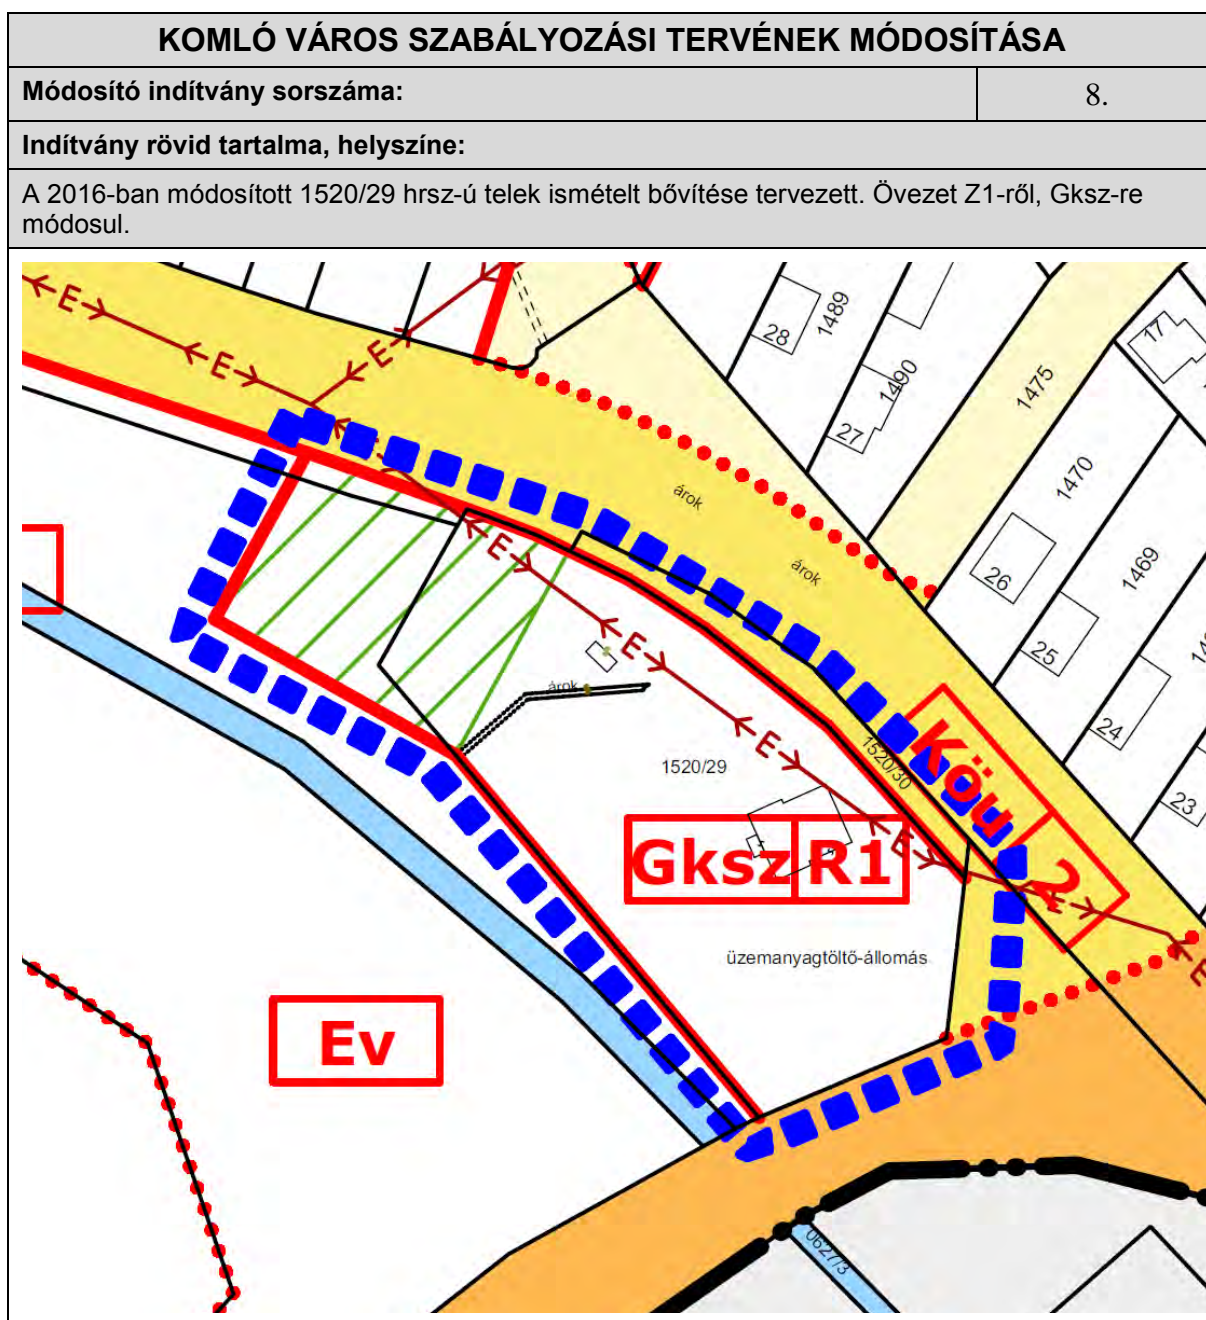 KOMLÓ VÁROS SZABÁLYOZÁSI TERVÉNEK MÓDOSÍTÁSA
Módosító indítvány sorszáma:
8.
Indítvány rövid tartalma, helyszíne:
A 2016-ban módosított 1520/29 hrsz-ú telek ismételt bővítése tervezett. Övezet Z1-ről, Gksz-re
módosul.
E
E
E
E
28
1489
1490
27
1475
17
1470
26
1469
25
24
23
árok
árok
E
E
E
E
E
E
árok
1520/29
1520/30
Köu 2
Gksz R1
üzemanyagtöltő-állomás
Ev
0627/3